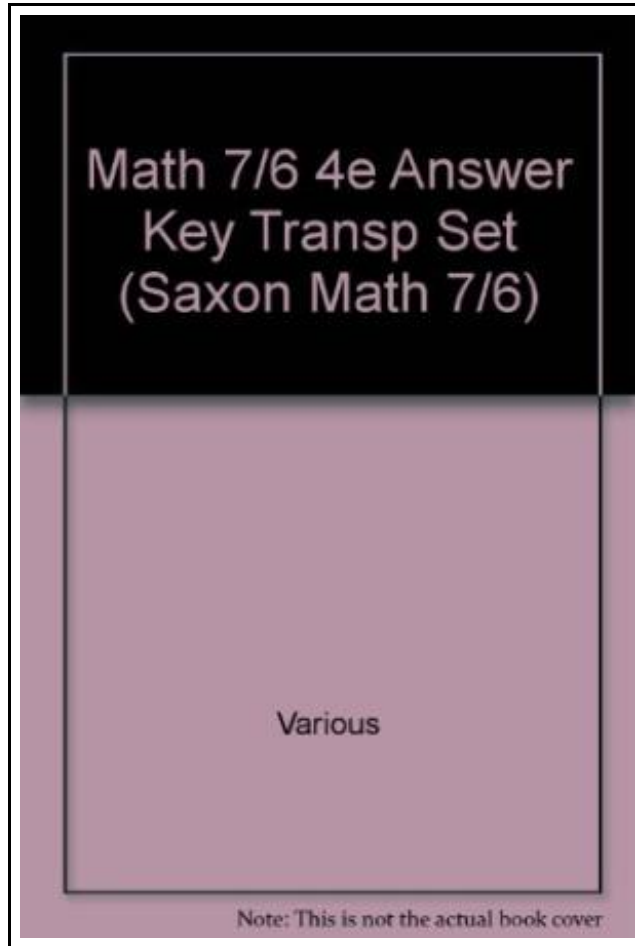 Math 7/6 4e Answer
Key Transp Set
(Saxon Math 7/6)
Various
Note: This is not the actual book cover